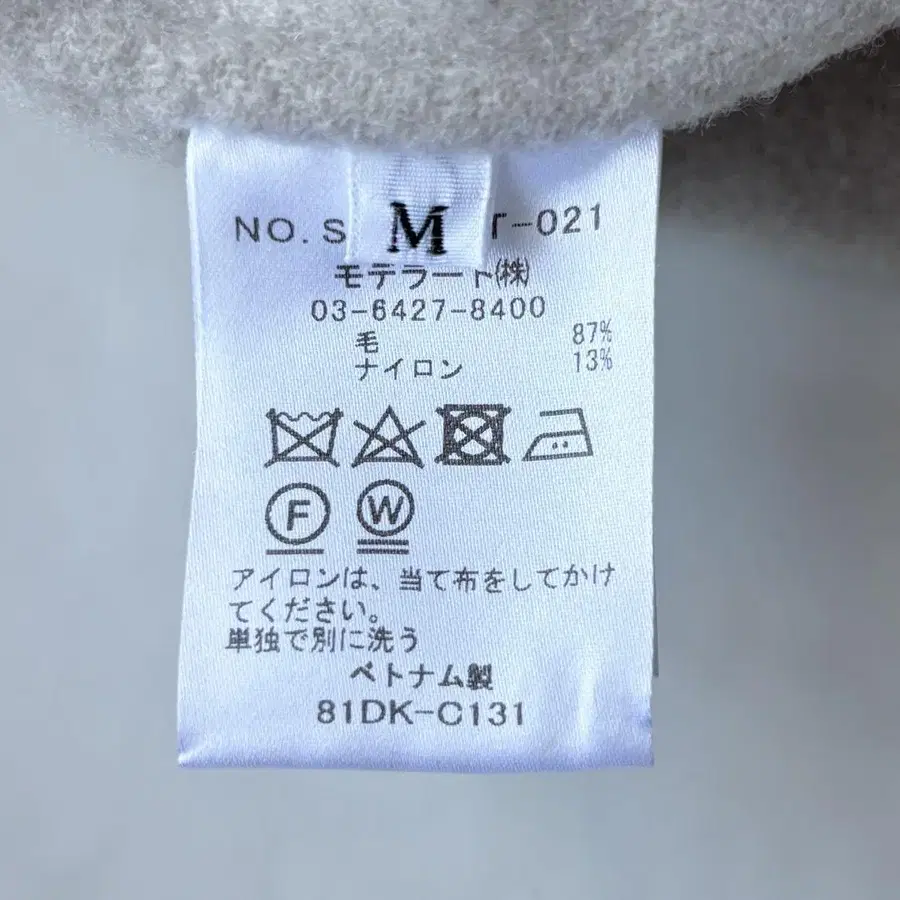 M
NO.S T-021
モデラート㈱
03-6427-8400
毛 87%
ナイロン 13%
F W
アイロンは、当て布をしてかけ
てください。
単独で別に洗う
ベトナム製
81DK-C131